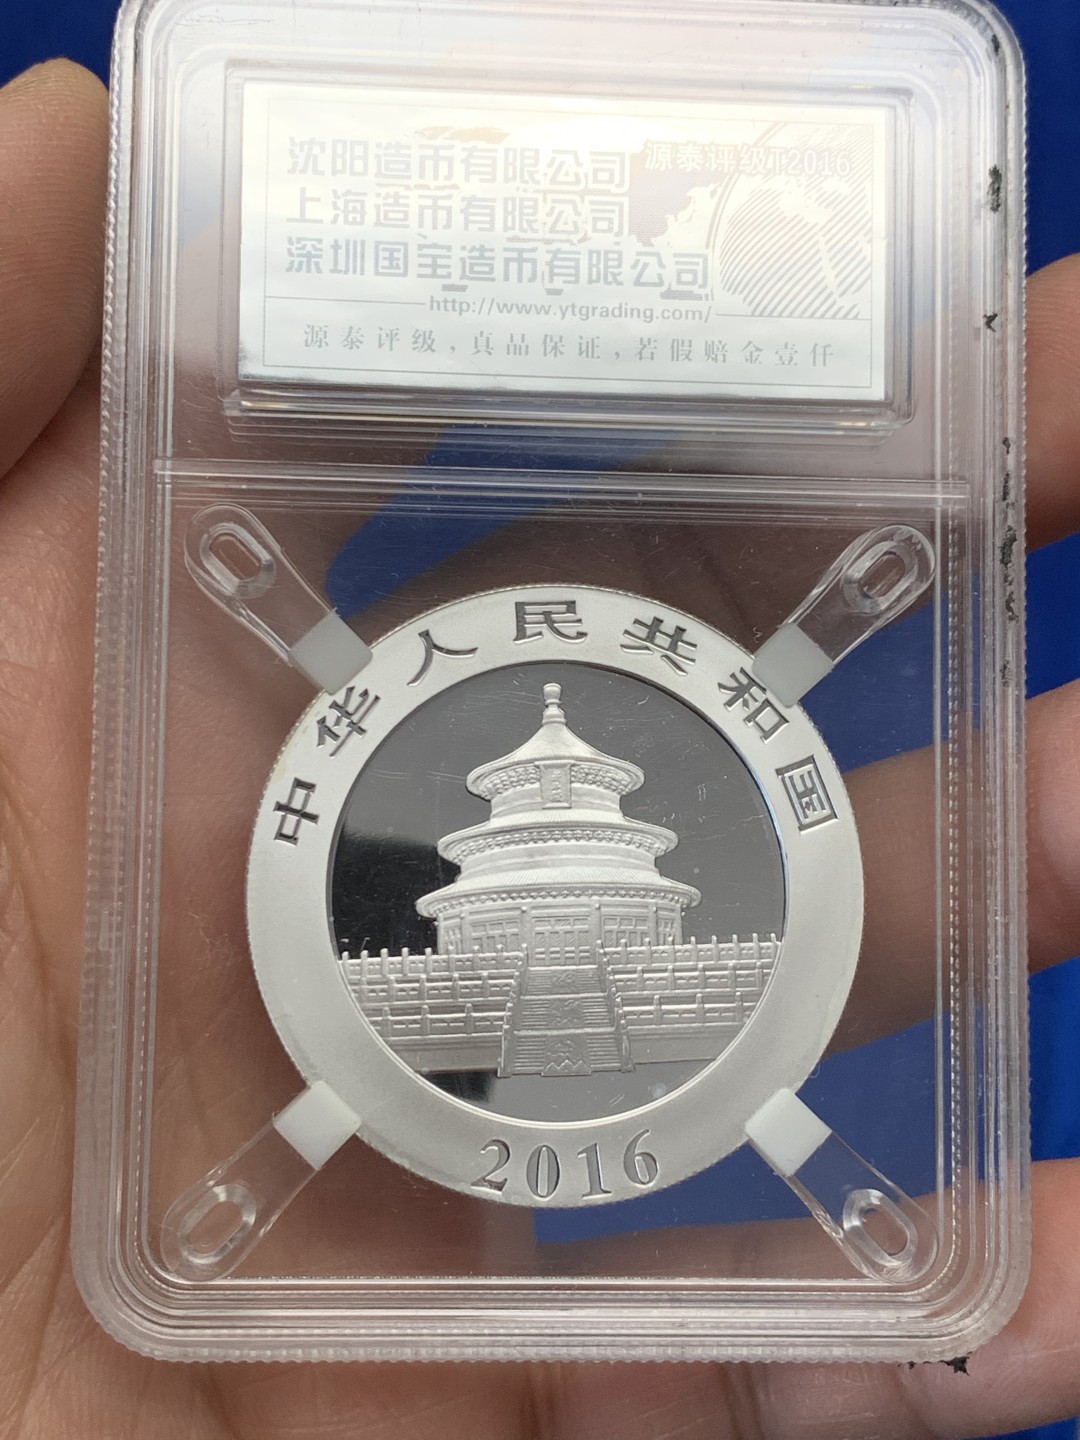 沈阳造币有限公司
源泰评级T2016
上海造币有限公司
深圳国宝造币有限公司
http://www.ytgrading.com/
源泰评级,真品保证,若假赔金壹仟
中华人民共和国
2016